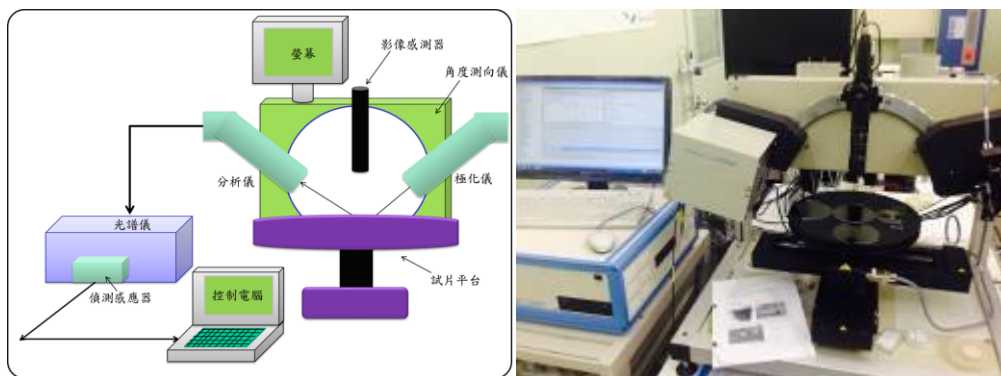 螢幕
影像感測器
角度測向儀
分析儀
極化儀
光譜儀
試片平台
偵測感應器
控制電腦